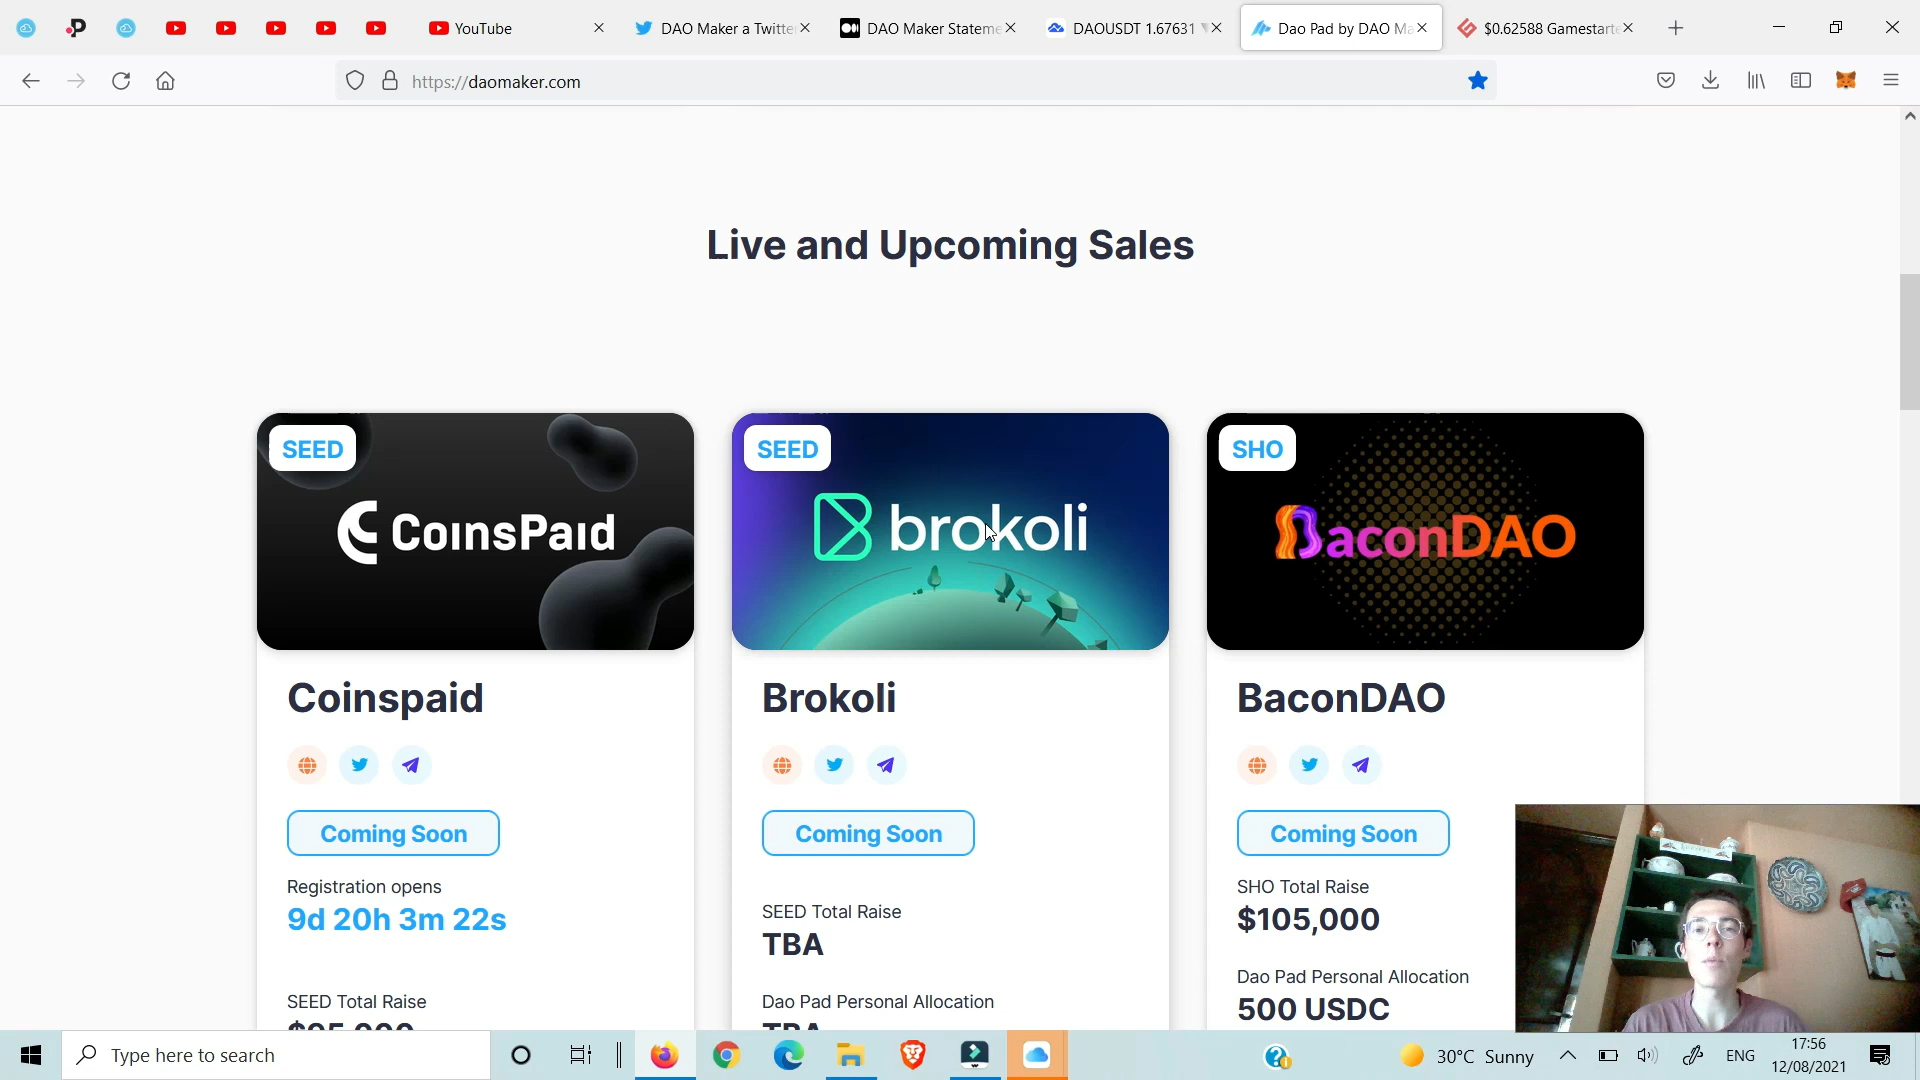 YouTube
DAO Maker a Twitte
DAO Maker Stateme
DAOUSDT 1.67631
Dao Pad by DAO Ma
$0.62588 Gamestarte
https://daomaker.com
Live and Upcoming Sales
SEED
CoinsPaid
SEED
brokoli
SHO
BaconDAO
Coinspaid
Brokoli
BaconDAO
Coming Soon
Coming Soon
Coming Soon
Registration opens
9d 20h 3m 22s
SEED Total Raise
SEED Total Raise
TBA
Dao Pad Personal Allocation
TBA
SHO Total Raise
$105,000
Dao Pad Personal Allocation
500 USDC
Type here to search
30°C Sunny
ENG
17:56
12/08/2021